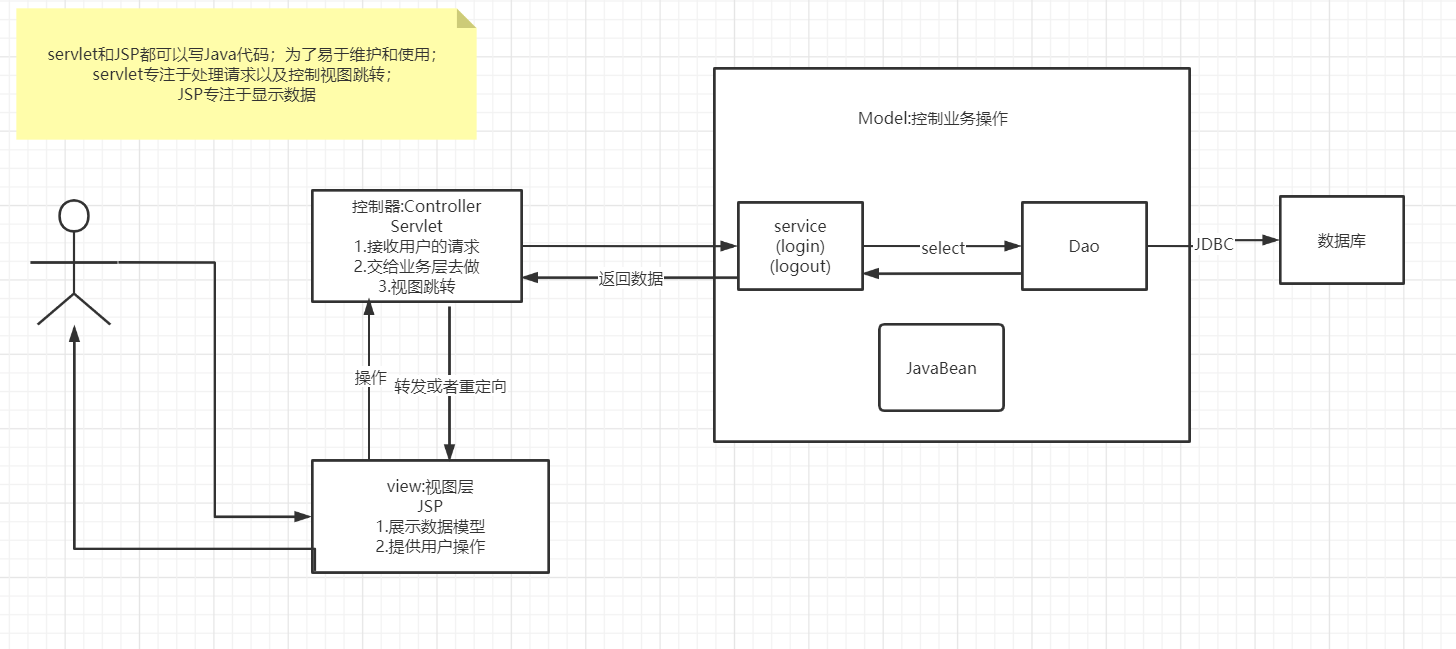 servlet和JSP都可以写Java代码；为了易于维护和使用；
servlet专注于处理请求以及控制视图跳转；
JSP专注于显示数据
Model:控制业务操作
控制器:Controller
Servlet
1.接收用户的请求
2.交给业务层去做
3.视图跳转
service
(login)
(logout)
select
Dao
JDBC
数据库
返回数据
JavaBean
操作
转发或者重定向
view:视图层
JSP
1.展示数据模型
2.提供用户操作